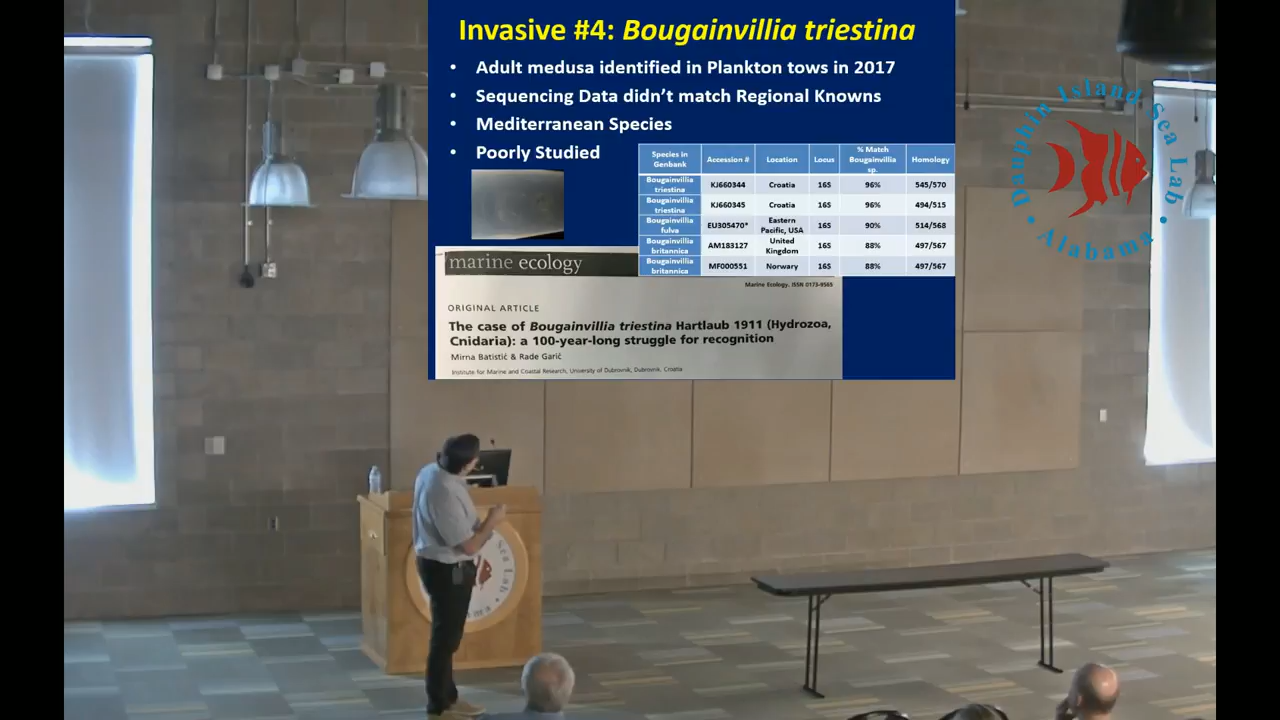 Invasive #4: Bougainvillia triestina
• Adult medusa identified in Plankton tows in 2017
• Sequencing Data didn't match Regional Knowns
• Mediterranean Species
• Poorly Studied
Species in Genbank Accession # Location Locus % Match Bougainvillia sp. Homology
Bougainvillia triestina KJ660344 Croatia 16S 96% 545/570
Bougainvillia triestina KJ660345 Croatia 16S 96% 494/515
Bougainvillia fulva EU305470* Eastern Pacific, USA 16S 90% 514/568
Bougainvillia britannica AM183127 United Kingdom 16S 88% 497/567
Bougainvillia britannica MF000551 Norwary 16S 88% 497/567
marine ecology
Marine Ecology. ISSN 0173-9565
ORIGINAL ARTICLE
The case of Bougainvillia triestina Hartlaub 1911 (Hydrozoa,
Cnidaria): a 100-year-long struggle for recognition
Mirna Batistić & Rade Garić
Institute for Marine and Coastal Research, University of Dubrovnik, Dubrovnik, Croatia
Dauphin Island Sea Lab
• Alabama •
Sea Lab